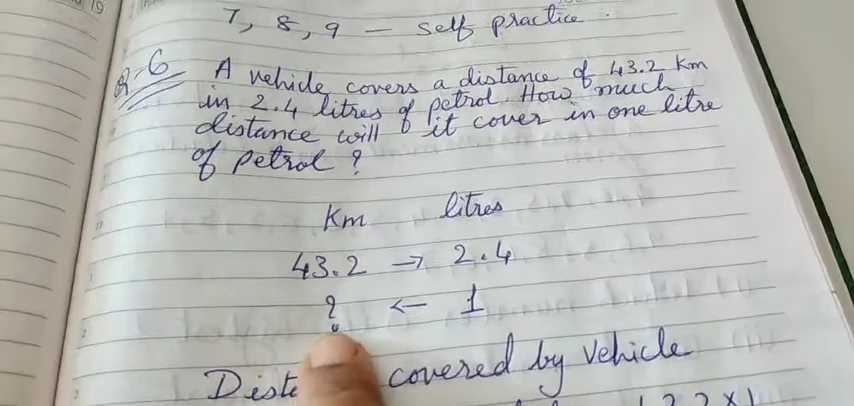 7, 8, 9 — self practice.
Q-6 A vehicle covers a distance of 43.2 Km
in 2.4 litres of petrol. How much
distance will it cover in one litre
of petrol ?
Km litres
43.2 → 2.4
? ← 1
covered by vehicle